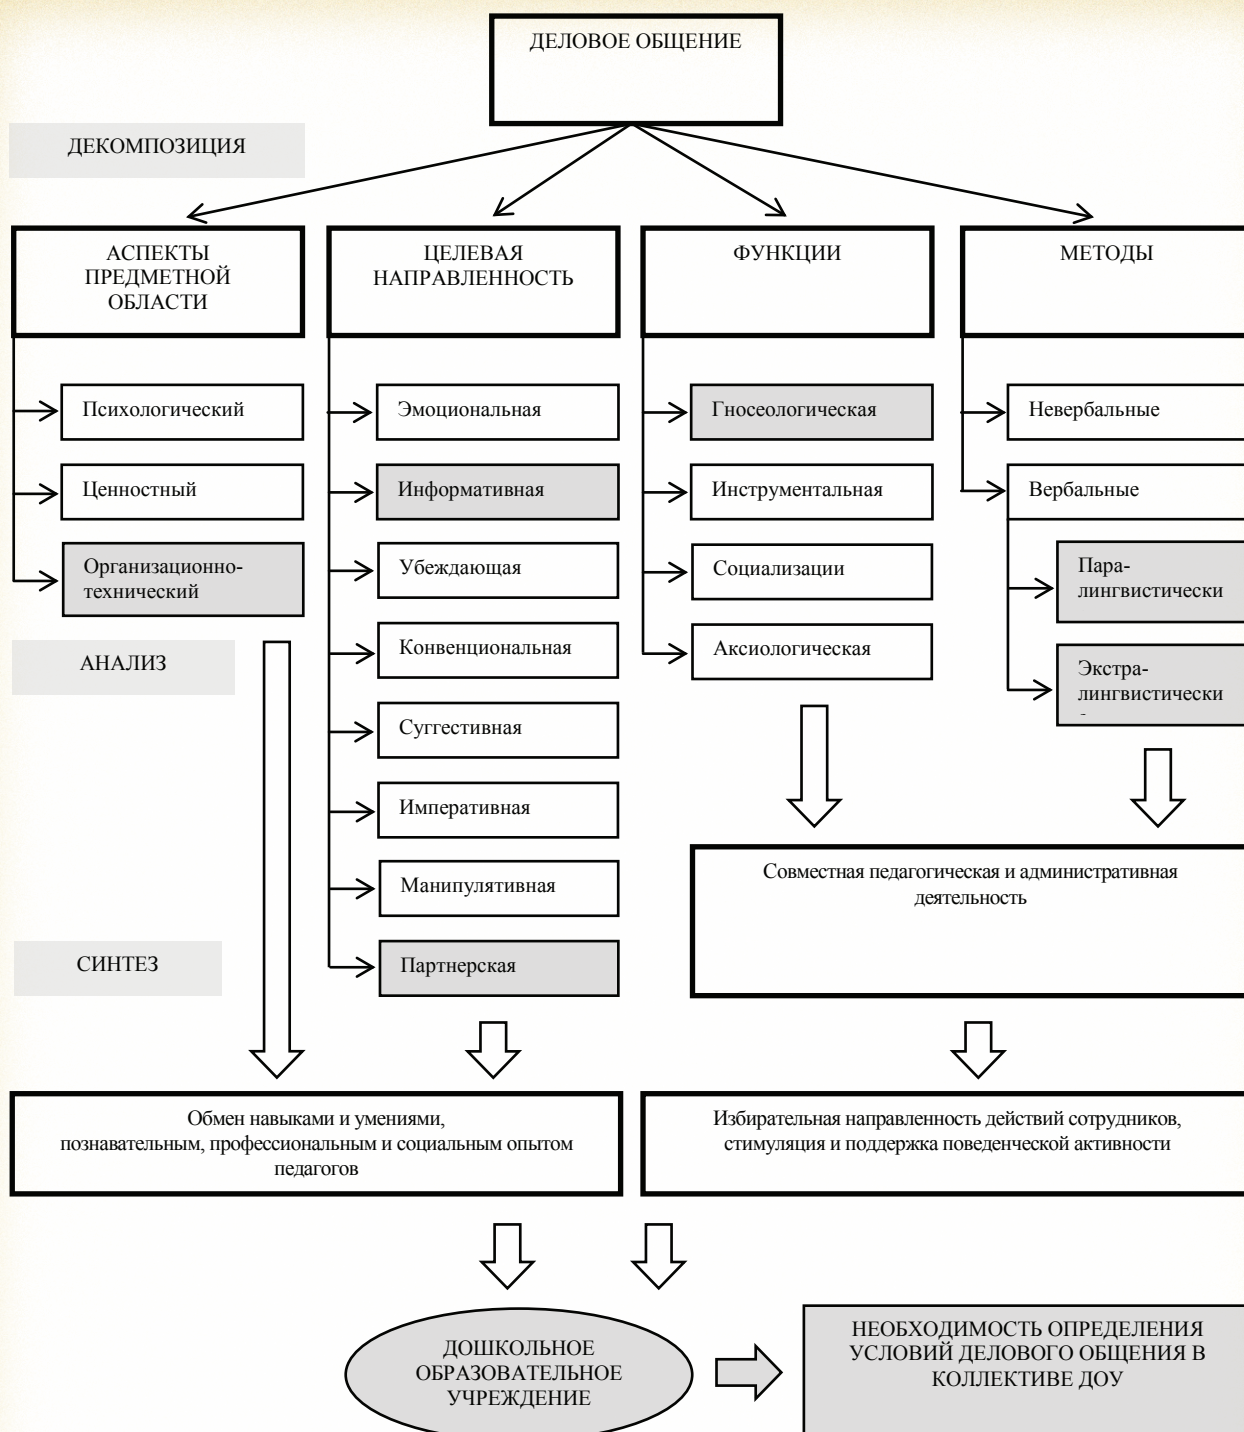 ДЕЛОВОЕ ОБЩЕНИЕ
ДЕКОМПОЗИЦИЯ
АСПЕКТЫ
ПРЕДМЕТНОЙ
ОБЛАСТИ
ЦЕЛЕВАЯ
НАПРАВЛЕННОСТЬ
ФУНКЦИИ
МЕТОДЫ
Психологический
Ценностный
Организационно-
технический
Эмоциональная
Информативная
Убеждающая
Конвенциональная
Суггестивная
Императивная
Манипулятивная
Партнерская
Гносеологическая
Инструментальная
Социализации
Аксиологическая
Невербальные
Вербальные
Пара-
лингвистически
Экстра-
лингвистически
АНАЛИЗ
Совместная педагогическая и административная
деятельность
СИНТЕЗ
Обмен навыками и умениями,
познавательным, профессиональным и социальным опытом
педагогов
Избирательная направленность действий сотрудников,
стимуляция и поддержка поведенческой активности
ДОШКОЛЬНОЕ
ОБРАЗОВАТЕЛЬНОЕ
УЧРЕЖДЕНИЕ
НЕОБХОДИМОСТЬ ОПРЕДЕЛЕНИЯ
УСЛОВИЙ ДЕЛОВОГО ОБЩЕНИЯ В
КОЛЛЕКТИВЕ ДОУ